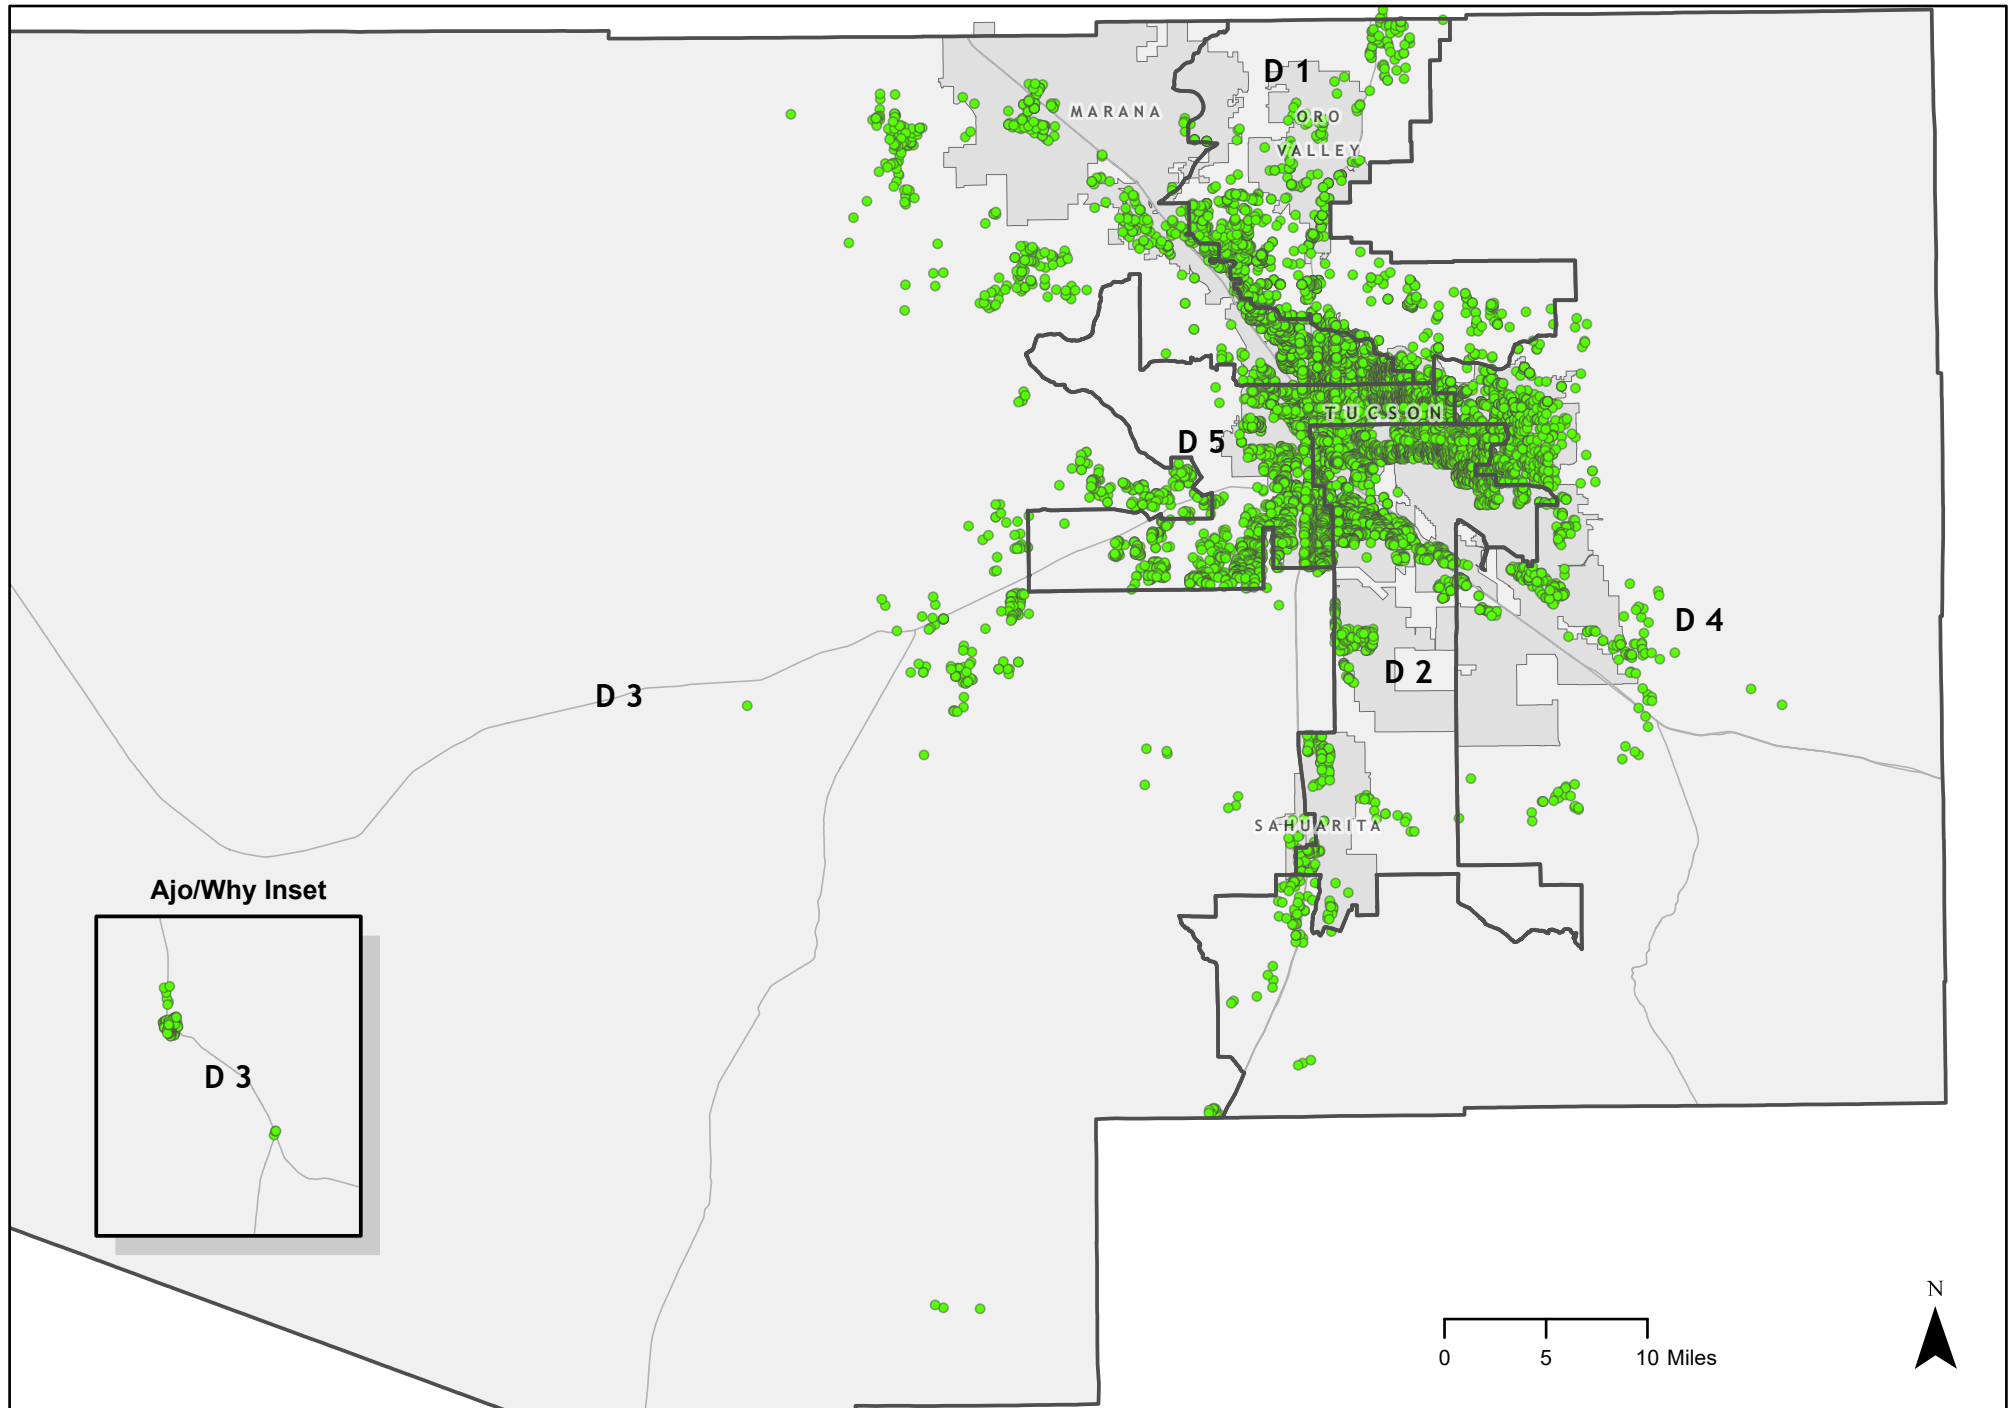 D 1
MARANA
ORO
VALLEY
TUCSON
D 5
D 4
D 2
D 3
SAHUARITA
Ajo/Why Inset
D 3
N
0 5 10 Miles